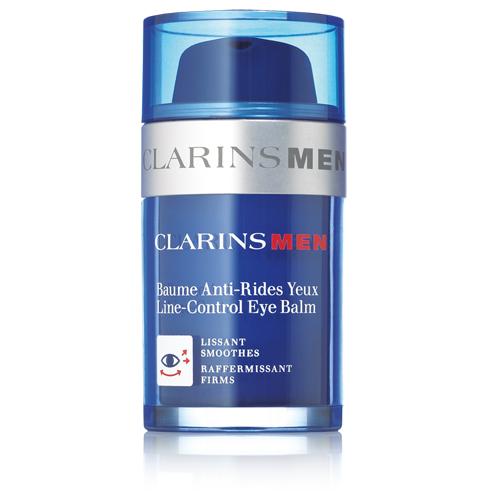 CLARINSMEN
CLARINSMEN
Baume Anti-Rides Yeux
Line-Control Eye Balm
LISSANT
SMOOTHES
RAFFERMISSANT
FIRMS